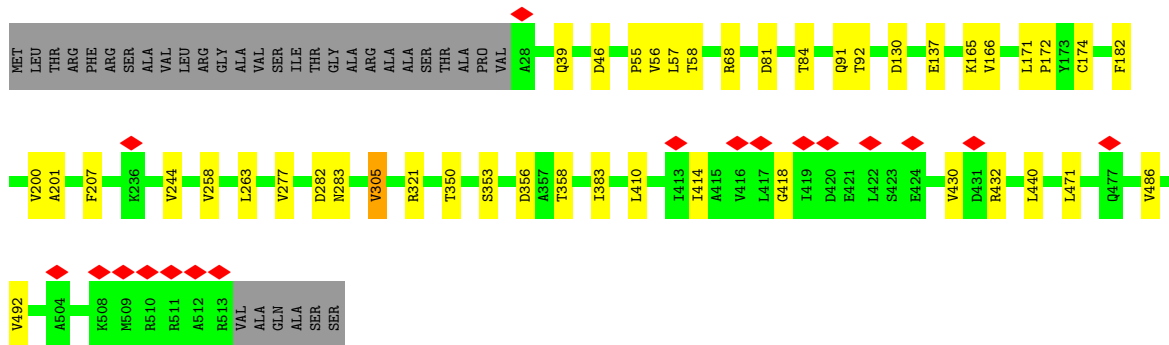 MET LEU THR ARG PHE ARG SER ALA VAL LEU ARG GLY ALA VAL SER ILE THR GLY ALA ARG ALA ALA SER THR ALA PRO VAL A28 Q39 D46 P55 V56 L57 T58 R68 D81 T84 Q91 T92 D130 E137 K165 V166 L171 P172 Y173 C174 F182
V200 A201 F207 K236 V244 V258 L263 V277 D282 N283 V305 R321 T350 S353 D356 A357 T358 I383 L410 I413 I414 A415 V416 L417 G418 I419 D420 E421 L422 S423 E424 V430 D431 R432 L440 L471 Q477 V486
V492 A504 K508 M509 R510 R511 A512 R513 VAL ALA GLN ALA SER SER